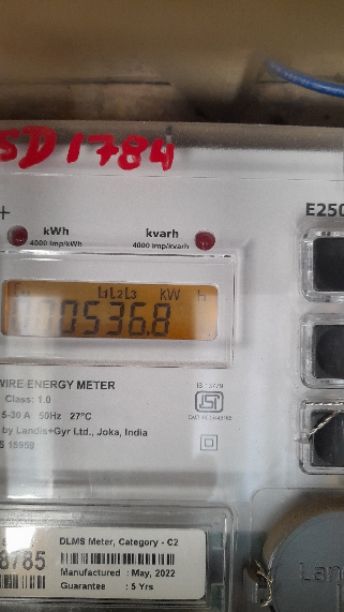 SD1784
+
kWh kvarh E250
4000 imp/kWh 4000 imp/kvarh
L1L2L3 KW h
00536.8
WIRE ENERGY METER
Class: 1.0
5-30 A 50Hz 27°C
by Landis+Gyr Ltd., Joka, India
S 15959
DLMS Meter, Category - C2
8785
Manufactured : May, 2022
Guarantee : 5 Yrs
Lan